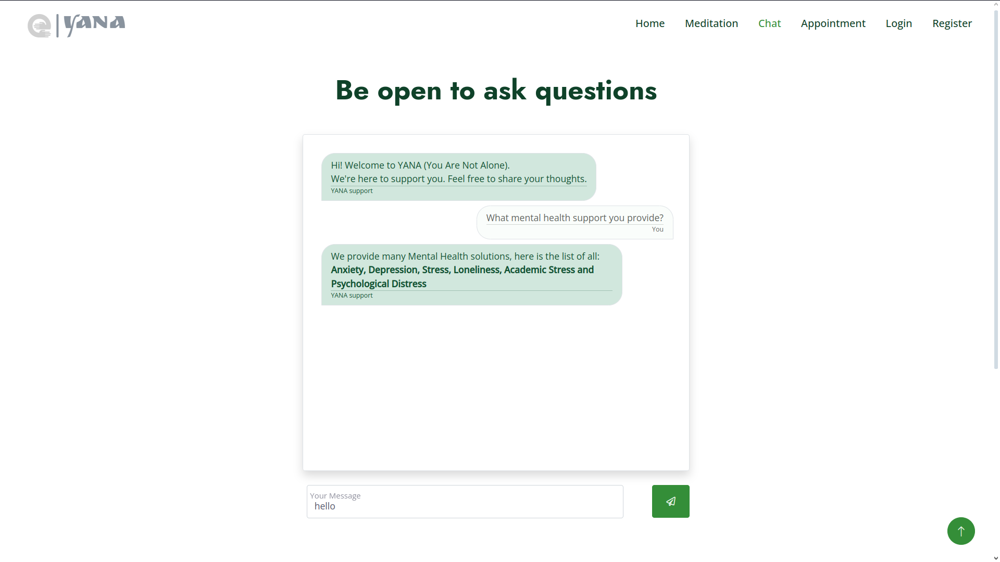 YANA
Home
Meditation
Chat
Appointment
Login
Register
Be open to ask questions
Hi! Welcome to YANA (You Are Not Alone).
We're here to support you. Feel free to share your thoughts.
YANA support
What mental health support you provide?
You
We provide many Mental Health solutions, here is the list of all:
Anxiety, Depression, Stress, Loneliness, Academic Stress and
Psychological Distress
YANA support
Your Message
hello